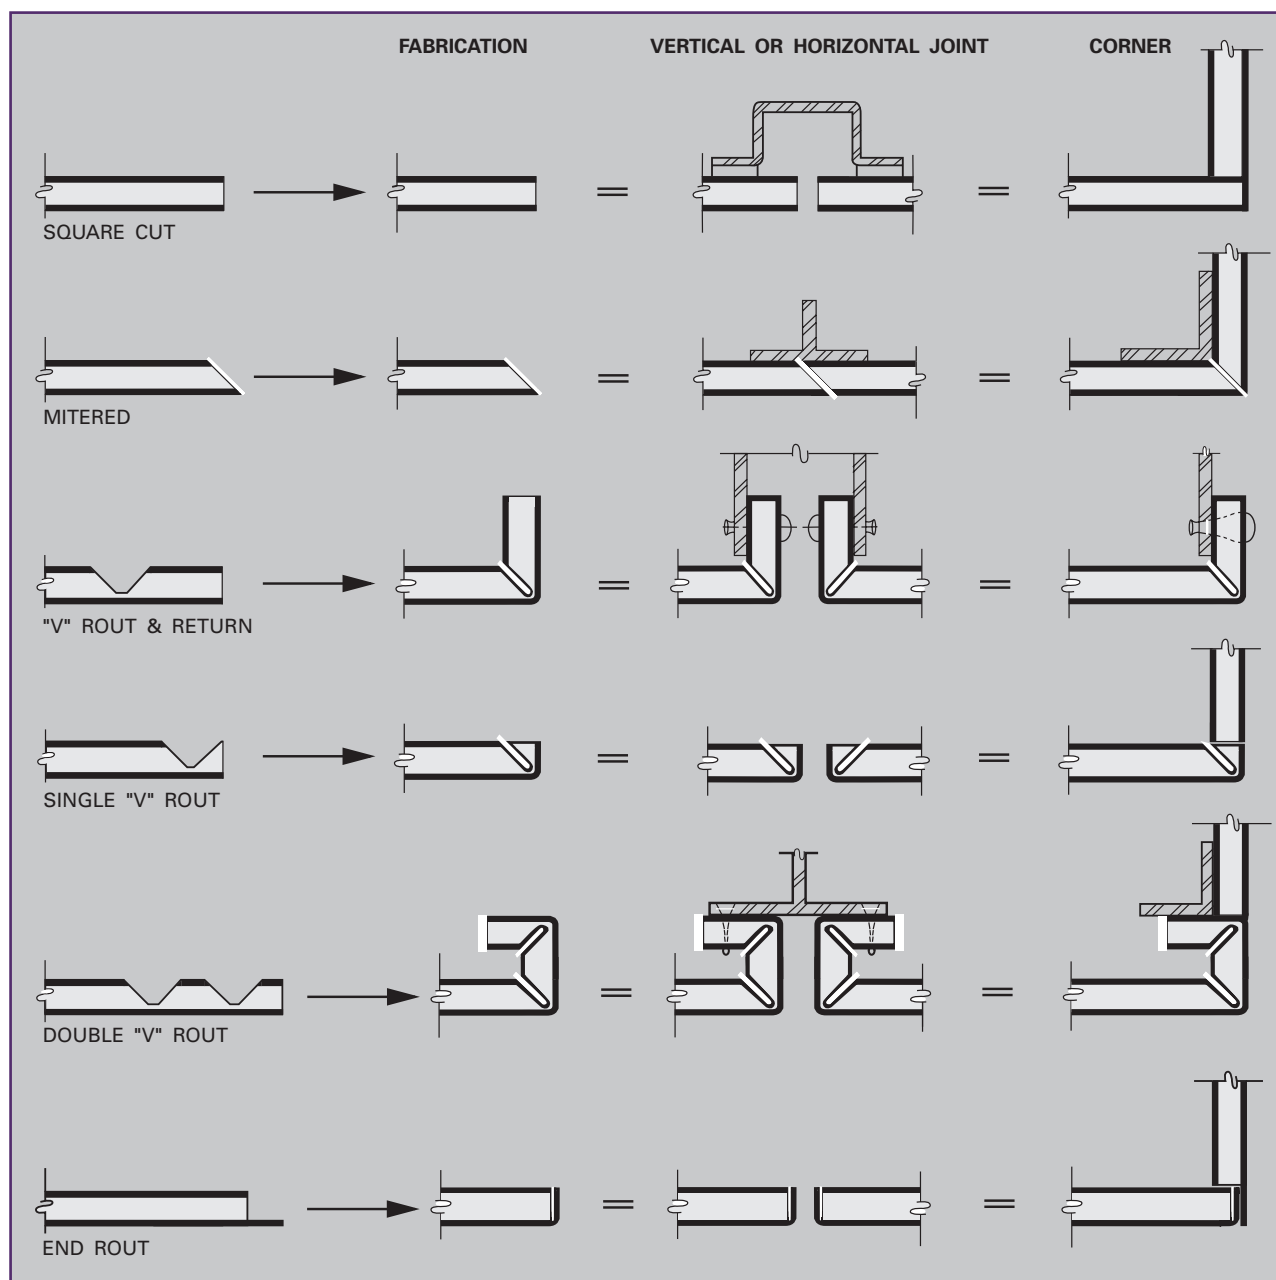 FABRICATION VERTICAL OR HORIZONTAL JOINT CORNER
SQUARE CUT
MITERED
"V" ROUT & RETURN
SINGLE "V" ROUT
DOUBLE "V" ROUT
END ROUT